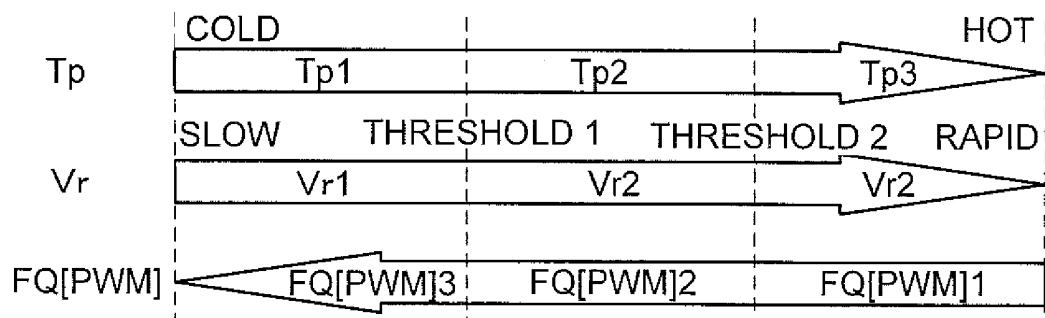 COLD HOT
Tp Tp1 Tp2 Tp3
SLOW THRESHOLD 1 THRESHOLD 2 RAPID
Vr Vr1 Vr2 Vr2
FQ[PWM] FQ[PWM]3 FQ[PWM]2 FQ[PWM]1